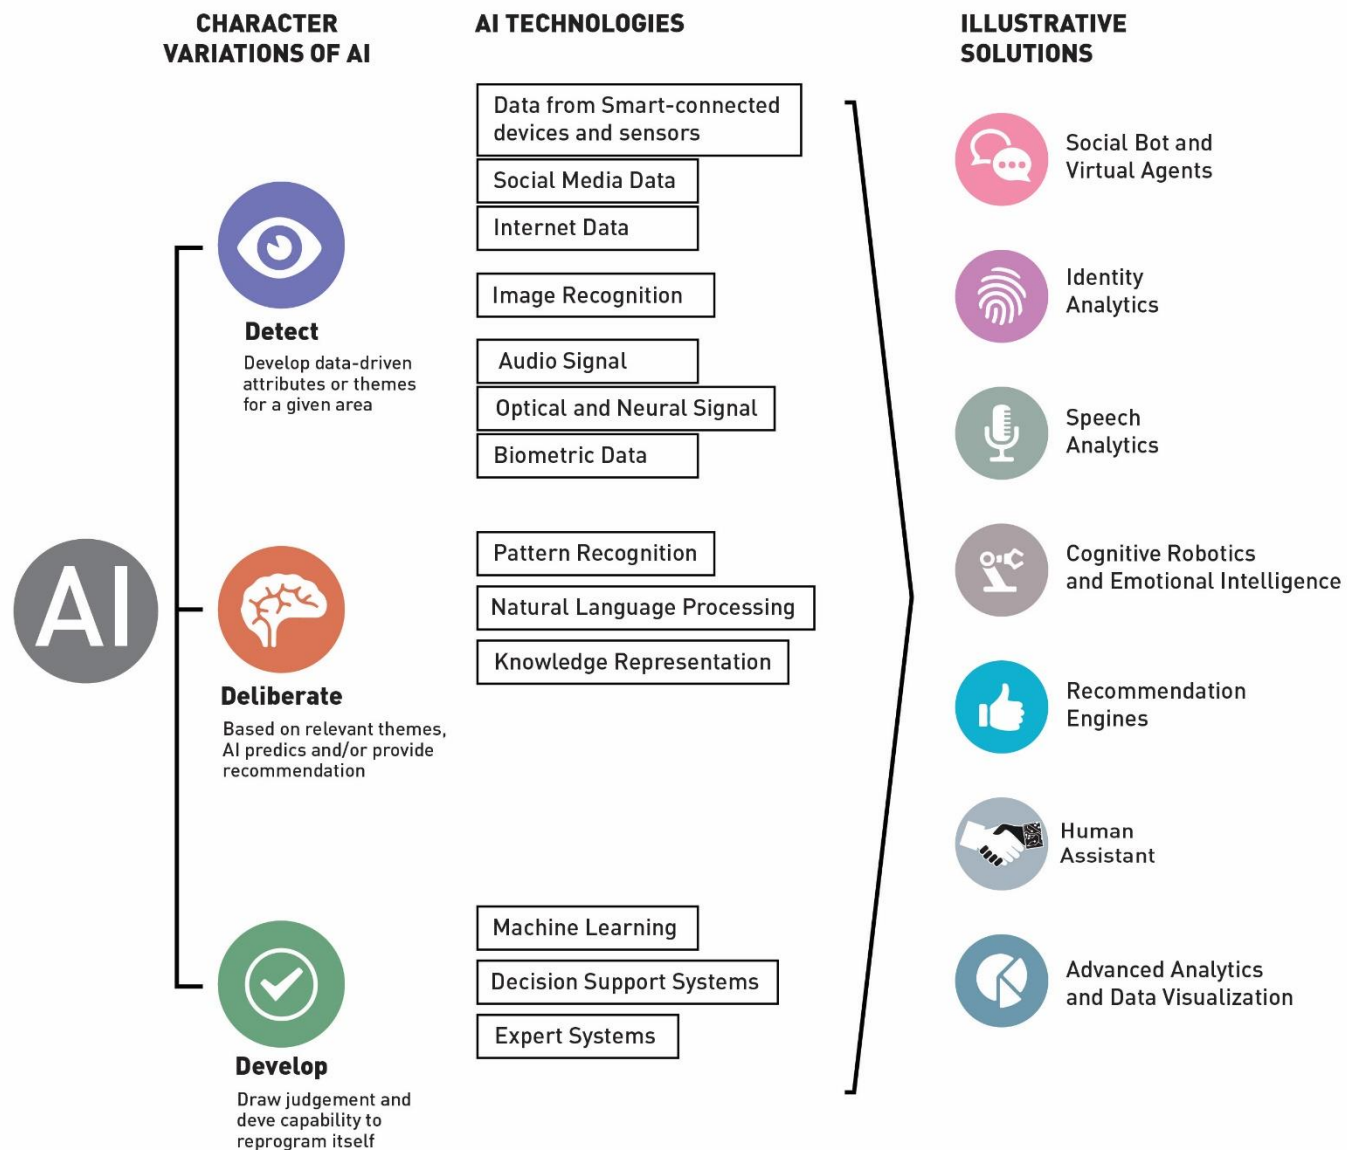 CHARACTER
VARIATIONS OF AI
AI TECHNOLOGIES
ILLUSTRATIVE
SOLUTIONS
AI
Detect
Develop data-driven
attributes or themes
for a given area
Data from Smart-connected
devices and sensors
Social Media Data
Internet Data
Image Recognition
Audio Signal
Optical and Neural Signal
Biometric Data
Deliberate
Based on relevant themes,
AI predics and/or provide
recommendation
Pattern Recognition
Natural Language Processing
Knowledge Representation
Develop
Draw judgement and
deve capability to
reprogram itself
Machine Learning
Decision Support Systems
Expert Systems
Social Bot and
Virtual Agents
Identity
Analytics
Speech
Analytics
Cognitive Robotics
and Emotional Intelligence
Recommendation
Engines
Human
Assistant
Advanced Analytics
and Data Visualization